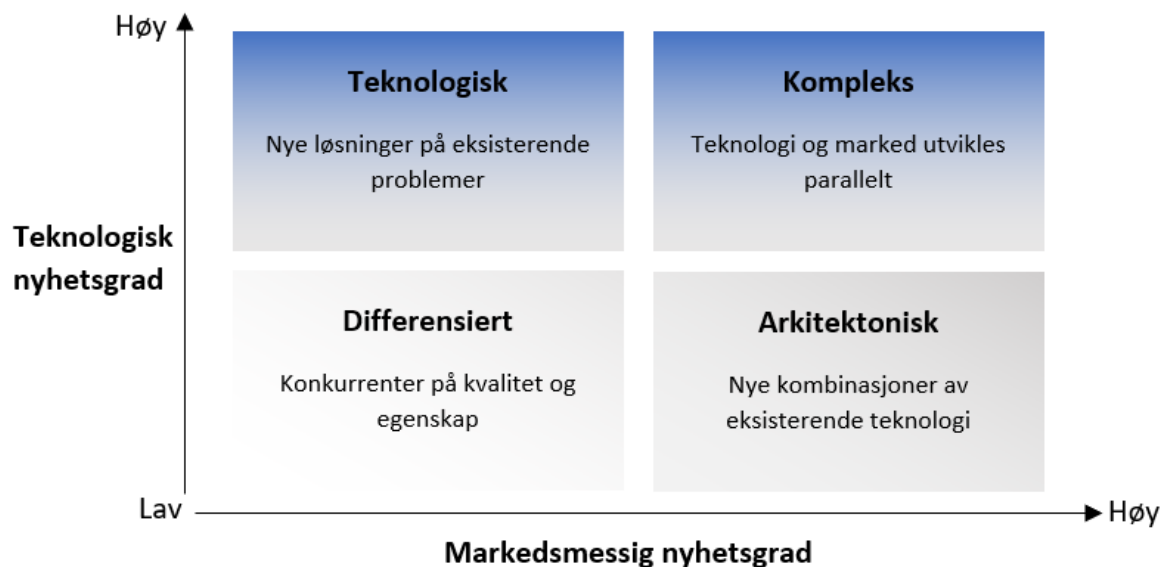 Høy
Teknologisk
Nye løsninger på eksisterende
problemer
Kompleks
Teknologi og marked utvikles
parallelt
Teknologisk
nyhetsgrad
Differensiert
Konkurrenter på kvalitet og
egenskap
Arkitektonisk
Nye kombinasjoner av
eksisterende teknologi
Lav
Høy
Markedsmessig nyhetsgrad